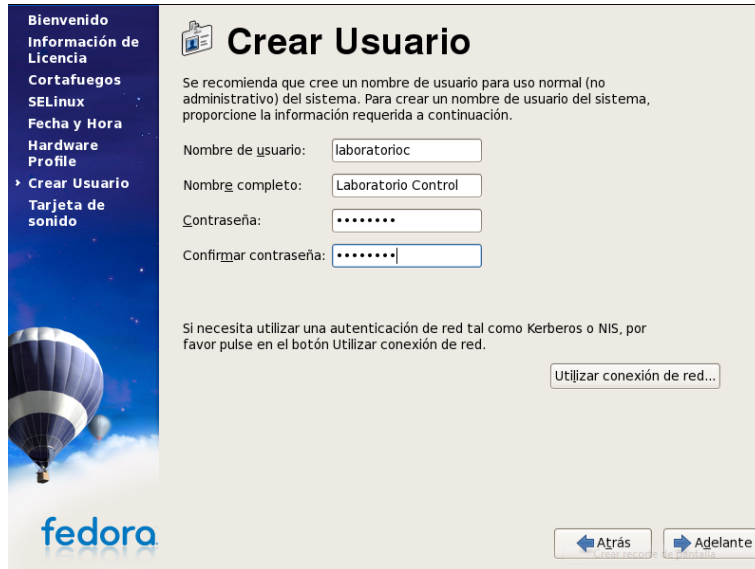 Bienvenido
Información de
Licencia
Cortafuegos
SELinux
Fecha y Hora
Hardware
Profile
Crear Usuario
Tarjeta de
sonido
fedora
Crear Usuario
Se recomienda que cree un nombre de usuario para uso normal (no
administrativo) del sistema. Para crear un nombre de usuario del sistema,
proporcione la información requerida a continuación.
Nombre de usuario: laboratorioc
Nombre completo: Laboratorio Control
Contraseña: ••••••••
Confirmar contraseña: ••••••••
Si necesita utilizar una autenticación de red tal como Kerberos o NIS, por
favor pulse en el botón Utilizar conexión de red.
Utilizar conexión de red...
Atrás Adelante
Crear recorte de pantalla